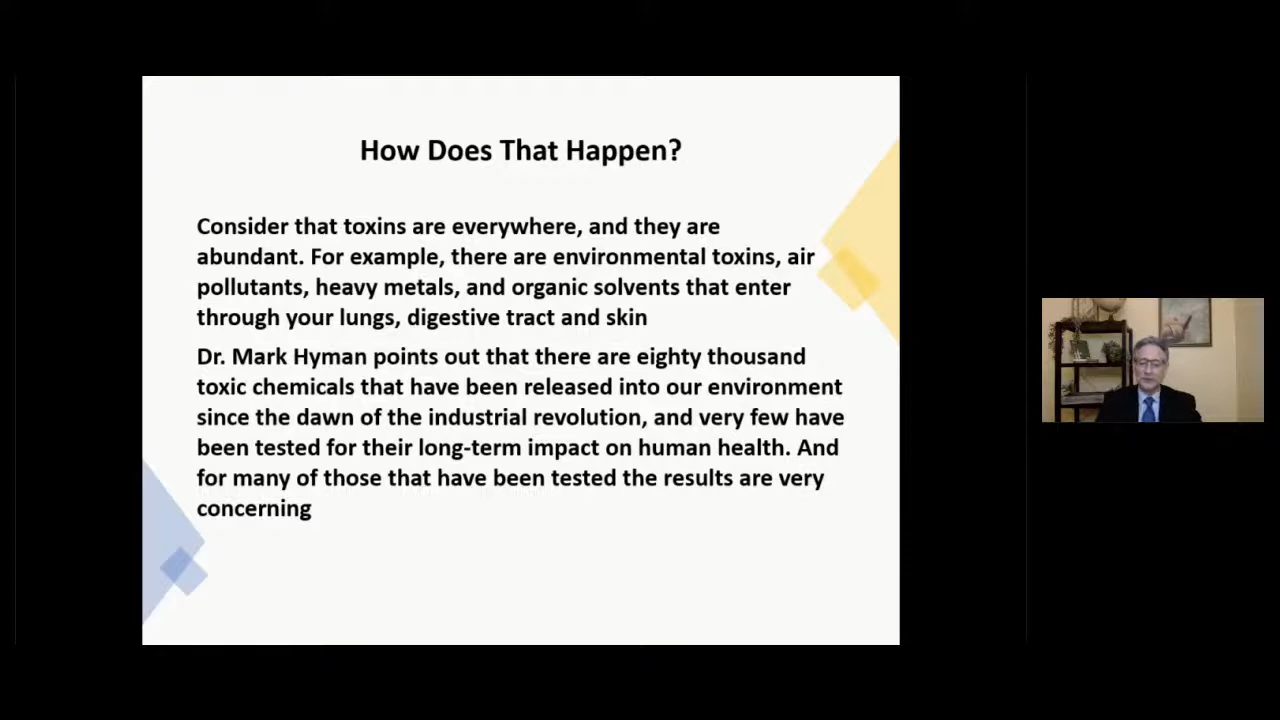 How Does That Happen?
Consider that toxins are everywhere, and they are
abundant. For example, there are environmental toxins, air
pollutants, heavy metals, and organic solvents that enter
through your lungs, digestive tract and skin
Dr. Mark Hyman points out that there are eighty thousand
toxic chemicals that have been released into our environment
since the dawn of the industrial revolution, and very few have
been tested for their long-term impact on human health. And
for many of those that have been tested the results are very
concerning